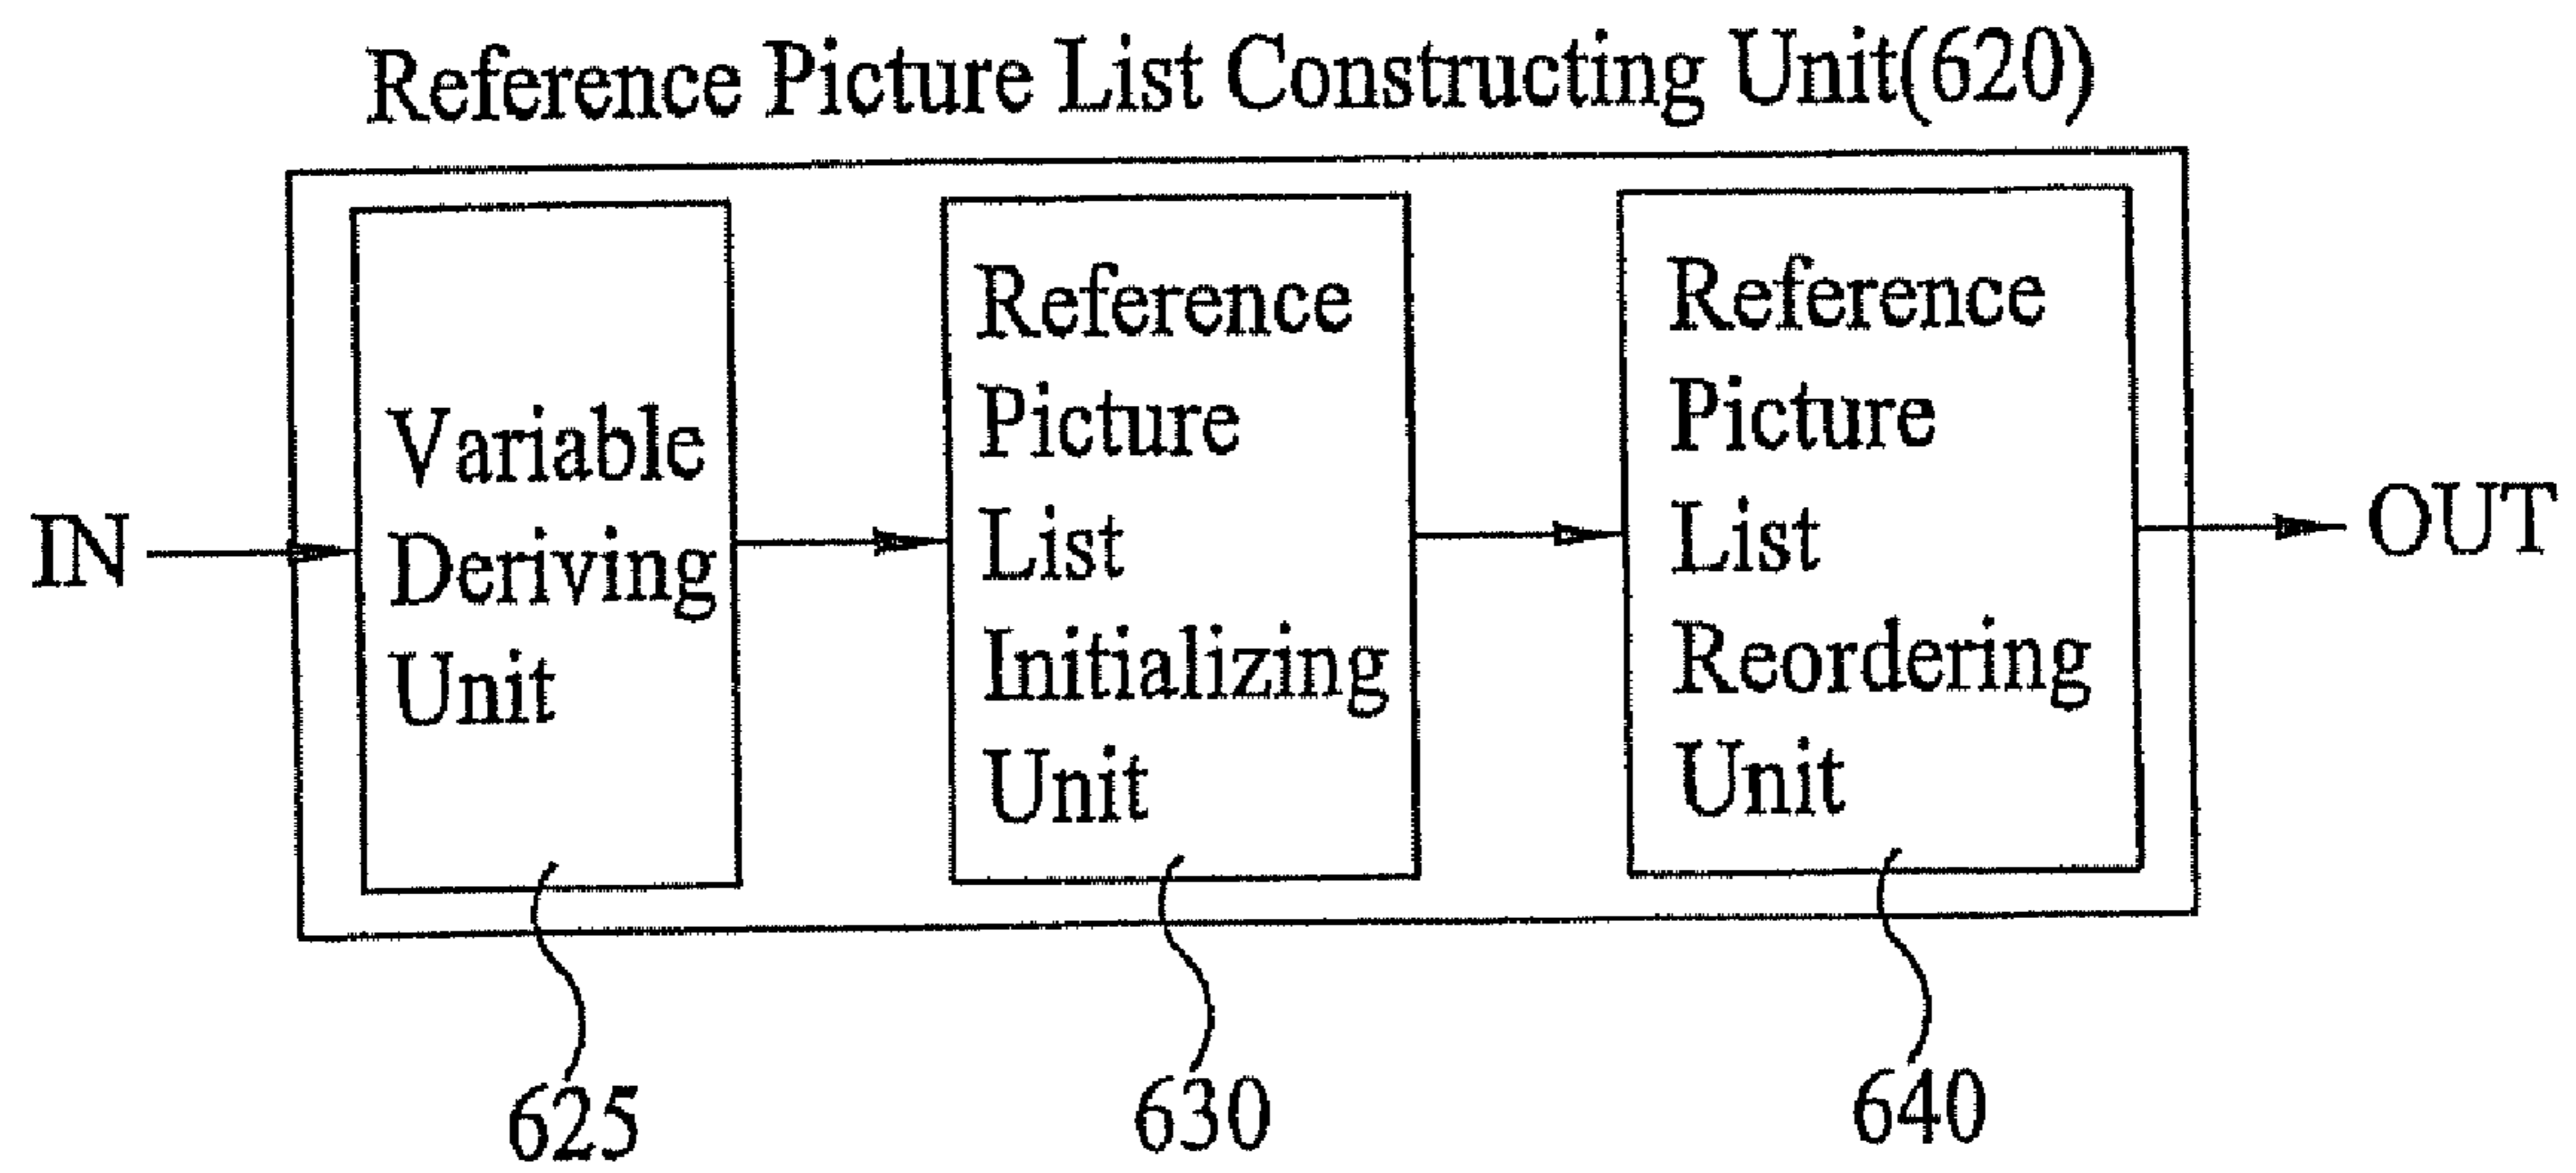 Reference Picture List Constructing Unit(620)
IN
Variable
Deriving
Unit
Reference
Picture
List
Initializing
Unit
Reference
Picture
List
Reordering
Unit
OUT
625
630
640